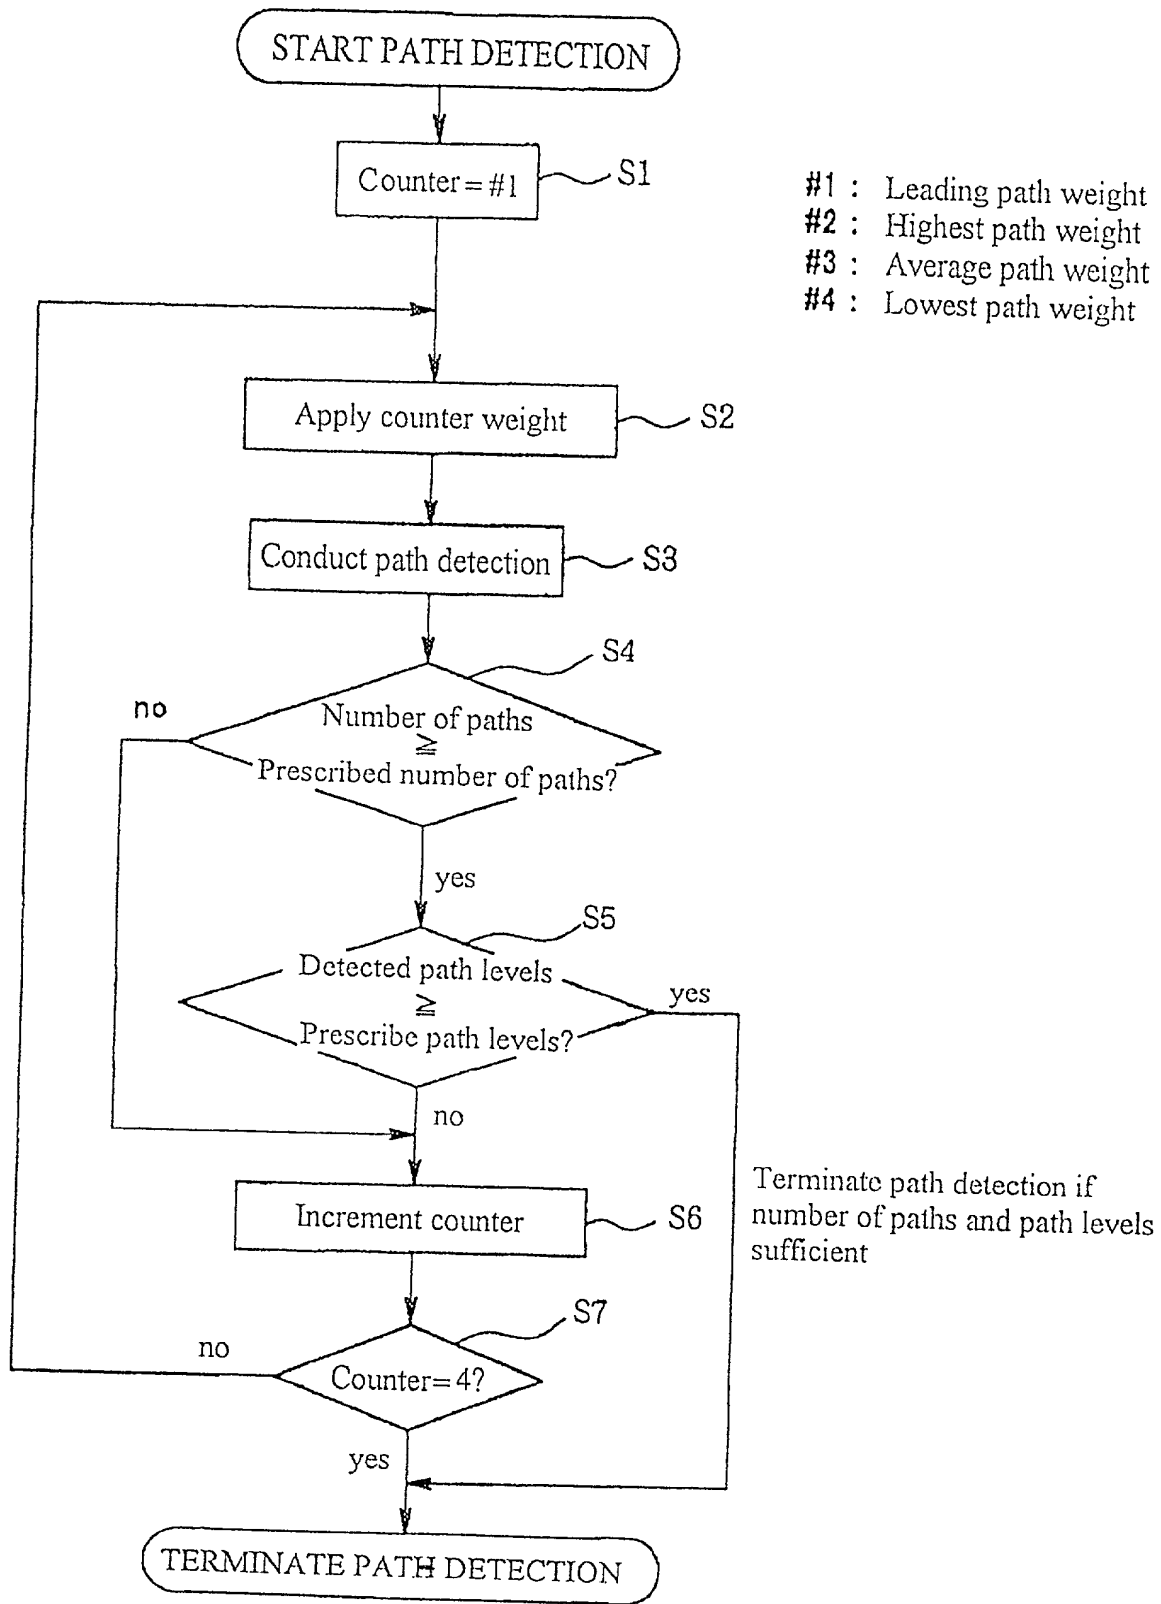 START PATH DETECTION
Counter=#1
S1
#1 : Leading path weight
#2 : Highest path weight
#3 : Average path weight
#4 : Lowest path weight
Apply counter weight
S2
Conduct path detection
S3
S4
no
Number of paths
≧
Prescribed number of paths?
yes
S5
Detected path levels
≧
Prescribe path levels?
yes
no
Increment counter
S6
Terminate path detection if
number of paths and path levels
sufficient
S7
no
Counter=4?
yes
TERMINATE PATH DETECTION